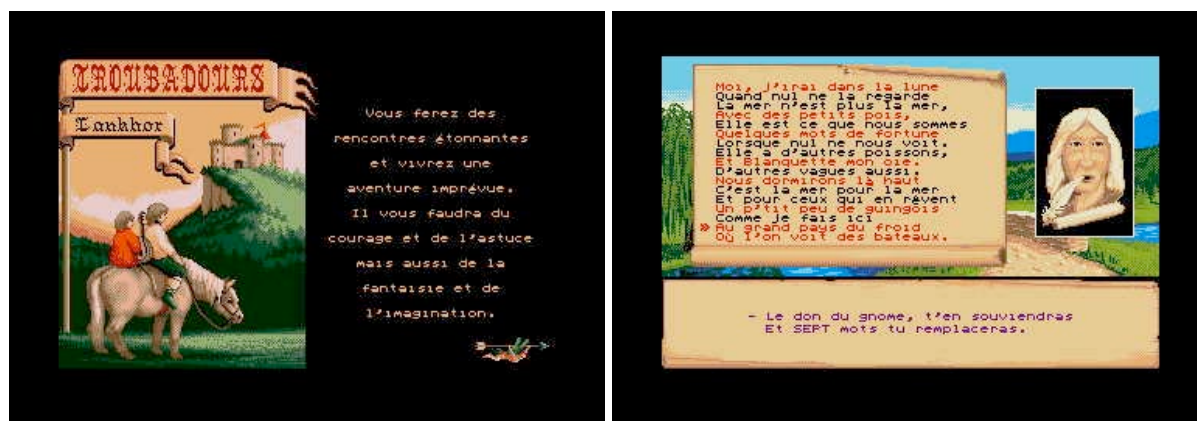 TROUBADOURS
Lankhor
Vous ferez des
rencontres étonnantes
et vivrez une
aventure imprévue.
Il vous faudra du
courage et de l'astuce
mais aussi de la
fantaisie et de
l'imagination.
Moi, j'irai dans la lune
Quand nul ne la regarde
La mer n'est plus la mer,
Avec des petits pois,
Elle est ce que nous sommes
Quelques mots de fortune
Lorsque nul ne nous voit.
Elle a d'autres poissons,
Et Blanquette mon oie.
D'autres vagues aussi.
Nous dormirons là haut
C'est la mer pour la mer
Et pour ceux qui en rêvent
Un p'tit peu de guingois
Comme je fais ici
» Au grand pays du froid
Où l'on voit des bateaux.
- Le don du gnome, t'en souviendras
Et SEPT mots tu remplaceras.